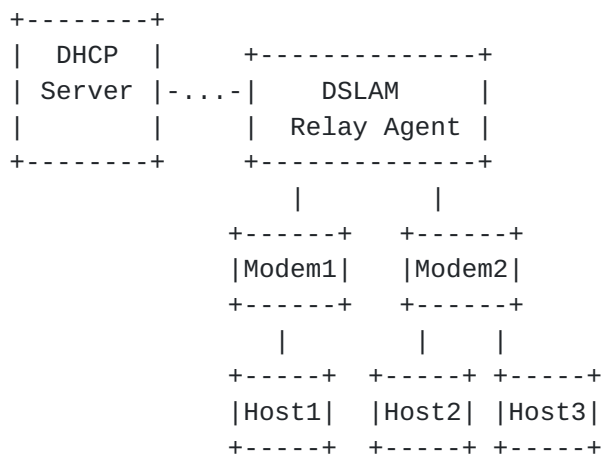 DHCP
Server -...- DSLAM
Relay Agent
Modem1 Modem2
Host1 Host2 Host3